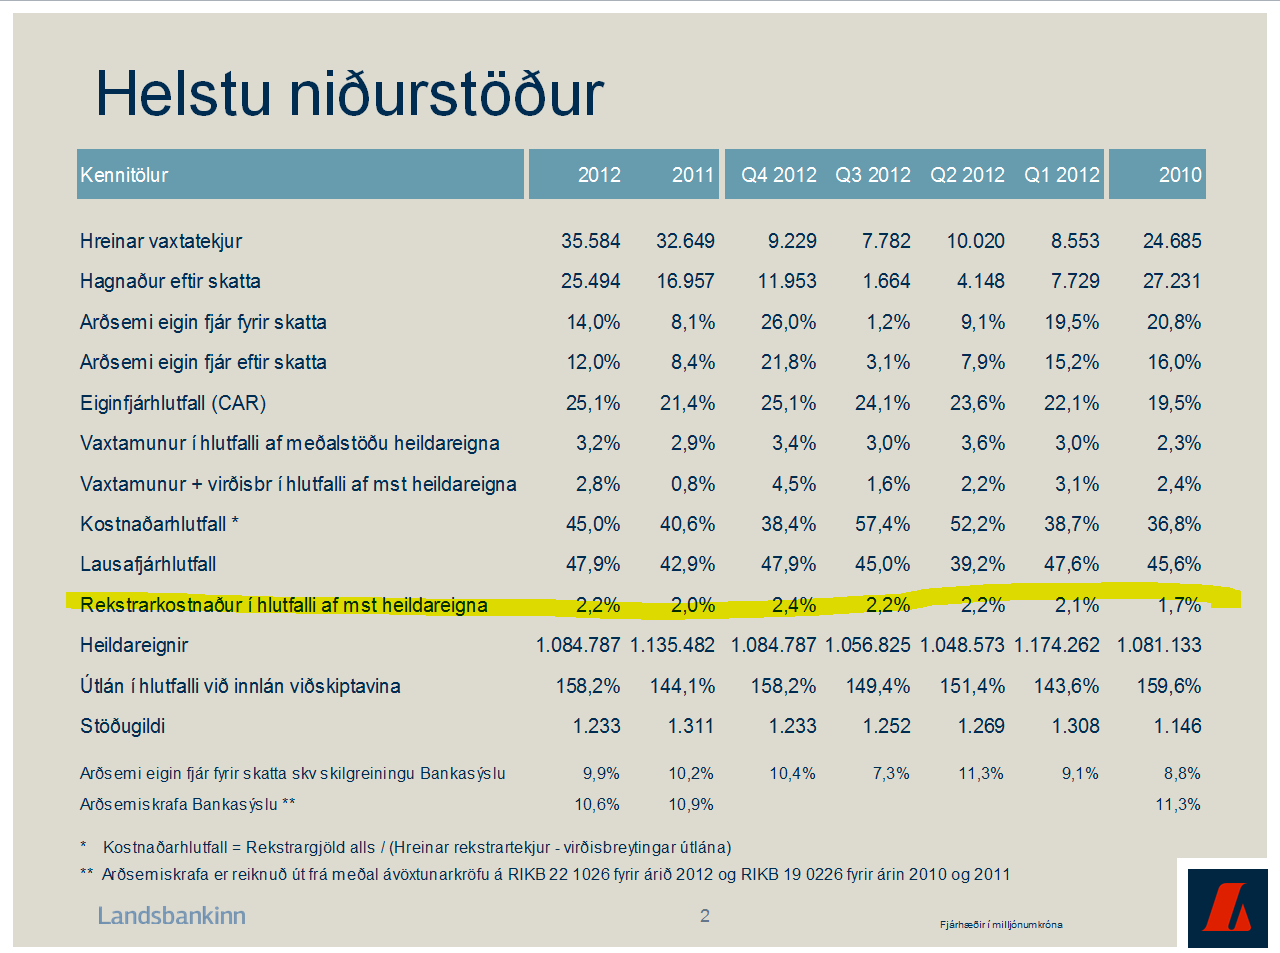 Helstu niðurstöður
Kennitölur 2012 2011 Q4 2012 Q3 2012 Q2 2012 Q1 2012 2010
Hreinar vaxtatekjur 35.584 32.649 9.229 7.782 10.020 8.553 24.685
Hagnaður eftir skatta 25.494 16.957 11.953 1.664 4.148 7.729 27.231
Arðsemi eigin fjár fyrir skatta 14,0% 8,1% 26,0% 1,2% 9,1% 19,5% 20,8%
Arðsemi eigin fjár eftir skatta 12,0% 8,4% 21,8% 3,1% 7,9% 15,2% 16,0%
Eiginfjárhlutfall (CAR) 25,1% 21,4% 25,1% 24,1% 23,6% 22,1% 19,5%
Vaxtamunur í hlutfalli af meðalstöðu heildareigna 3,2% 2,9% 3,4% 3,0% 3,6% 3,0% 2,3%
Vaxtamunur + virðisbr í hlutfalli af mst heildareigna 2,8% 0,8% 4,5% 1,6% 2,2% 3,1% 2,4%
Kostnaðarhlutfall * 45,0% 40,6% 38,4% 57,4% 52,2% 38,7% 36,8%
Lausafjárhlutfall 47,9% 42,9% 47,9% 45,0% 39,2% 47,6% 45,6%
Rekstrarkostnaður í hlutfalli af mst heildareigna 2,2% 2,0% 2,4% 2,2% 2,2% 2,1% 1,7%
Heildareignir 1.084.787 1.135.482 1.084.787 1.056.825 1.048.573 1.174.262 1.081.133
Útlán í hlutfalli við innlán viðskiptavina 158,2% 144,1% 158,2% 149,4% 151,4% 143,6% 159,6%
Stöðugildi 1.233 1.311 1.233 1.252 1.269 1.308 1.146
Arðsemi eigin fjár fyrir skatta skv skilgreiningu Bankasýslu 9,9% 10,2% 10,4% 7,3% 11,3% 9,1% 8,8%
Arðsemiskrafa Bankasýslu ** 10,6% 10,9% 11,3%
* Kostnaðarhlutfall = Rekstrargjöld alls / (Hreinar rekstrartekjur - virðisbreytingar útlána)
** Arðsemiskrafa er reiknuð út frá meðal ávöxtunarkröfu á RIKB 22 1026 fyrir árið 2012 og RIKB 19 0226 fyrir árin 2010 og 2011
Landsbankinn 2 Fjárhæðir í milljónumkróna